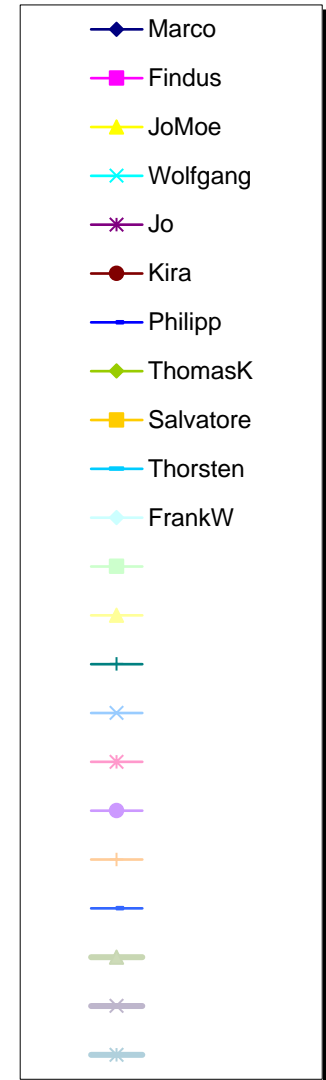 Marco
Findus
JoMoe
Wolfgang
Jo
Kira
Philipp
ThomasK
Salvatore
Thorsten
FrankW